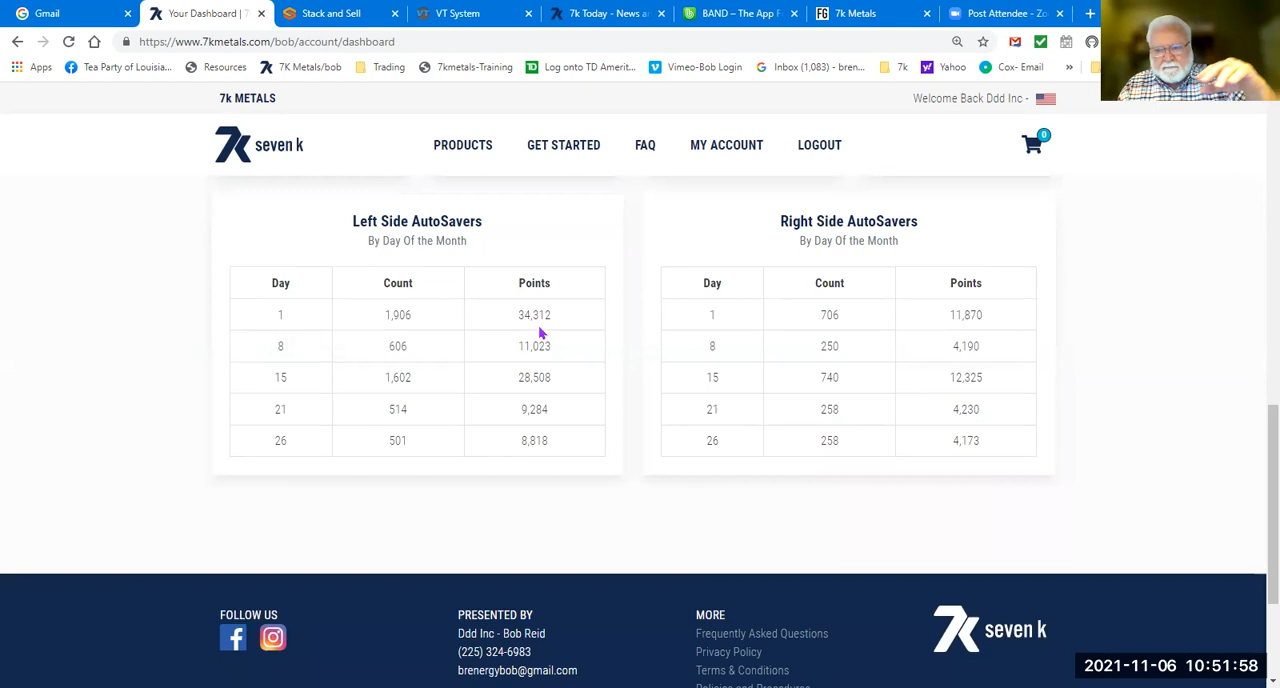 Gmail
Your Dashboard | 7
Stack and Sell
VT System
7k Today - News a
BAND – The App F
7k Metals
Post Attendee - Zo
https://www.7kmetals.com/bob/account/dashboard
Apps
Tea Party of Louisia...
Resources
7K Metals/bob
Trading
7kmetals Training
Log onto TD Amerit...
Vimeo-Bob Login
Inbox (1,083) - bren...
7k
Yahoo
Cox- Email
»
7K METALS
Welcome Back Ddd Inc -
7k seven k
PRODUCTS
GET STARTED
FAQ
MY ACCOUNT
LOGOUT
0
Left Side AutoSavers
By Day Of the Month
Day Count Points
1 1,906 34,312
8 606 11,023
15 1,602 28,508
21 514 9,284
26 501 8,818
Right Side AutoSavers
By Day Of the Month
Day Count Points
1 706 11,870
8 250 4,190
15 740 12,325
21 258 4,230
26 258 4,173
FOLLOW US
PRESENTED BY
Ddd Inc - Bob Reid
(225) 324-6983
brenergybob@gmail.com
MORE
Frequently Asked Questions
Privacy Policy
Terms & Conditions
Policies and Procedures
7k seven k
2021-11-06 10:51:58